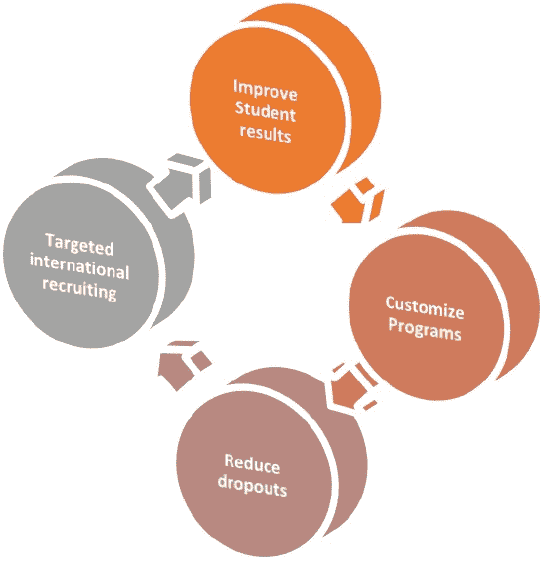 Improve
Student
results
Customize
Programs
Reduce
dropouts
Targeted
international
recruiting